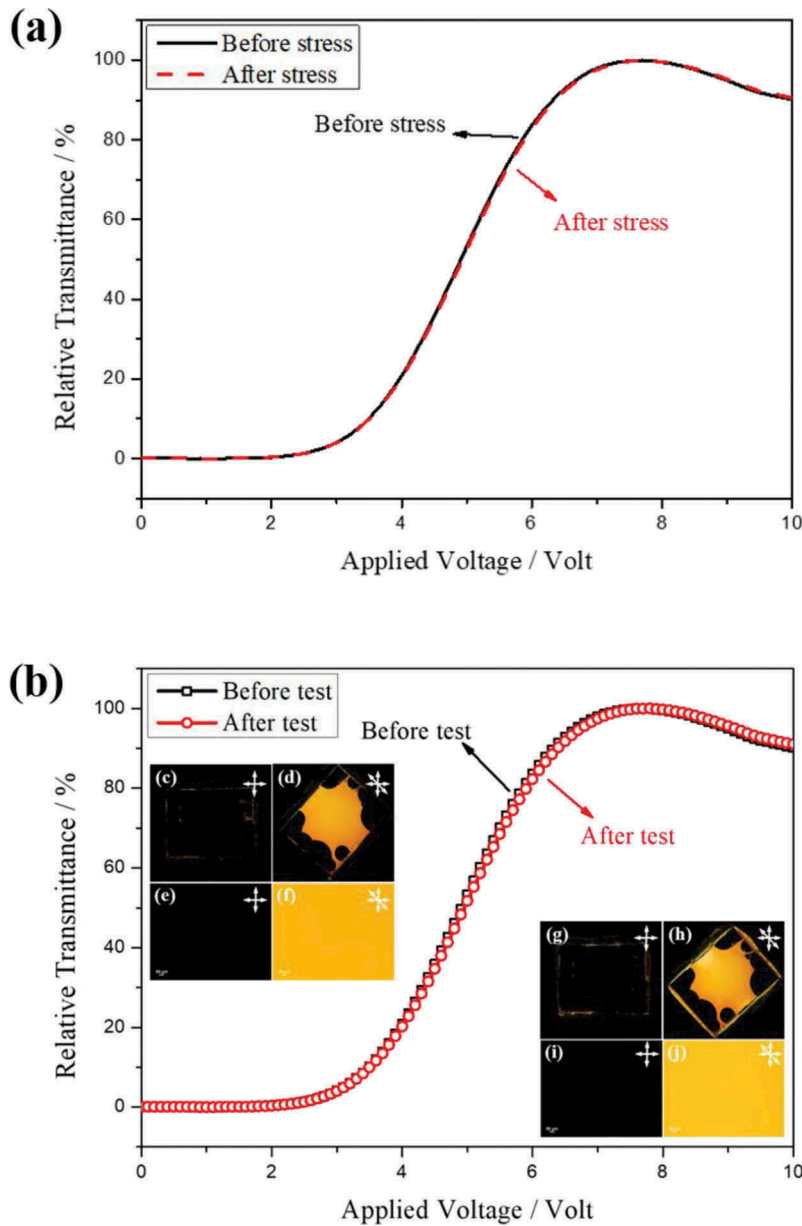 (a)
Before stress
After stress
100
80
60
40
20
0
Before stress
After stress
Relative Transmittance / %
0 2 4 6 8 10
Applied Voltage / Volt
(b)
Before test
After test
100
80
60
40
20
0
Before test
After test
(c) (d)
(e) (f)
(g) (h)
(i) (j)
Relative Transmittance / %
0 2 4 6 8 10
Applied Voltage / Volt